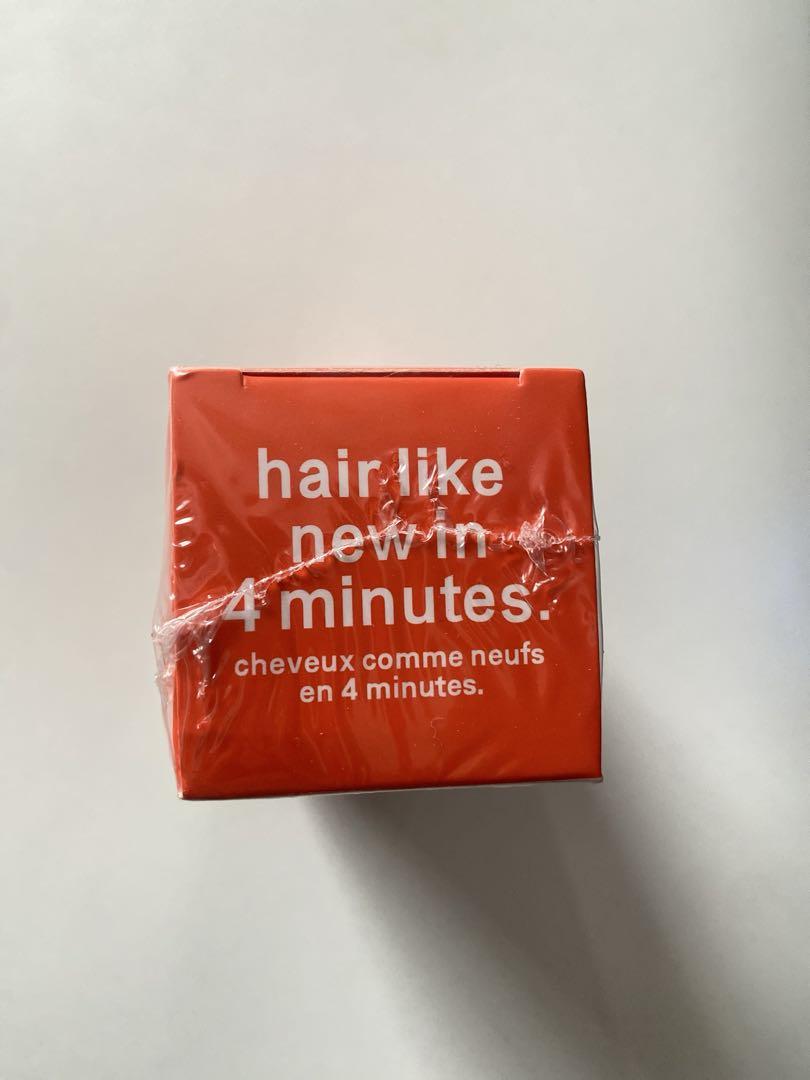 hair like
new in
4 minutes.
cheveux comme neufs
en 4 minutes.